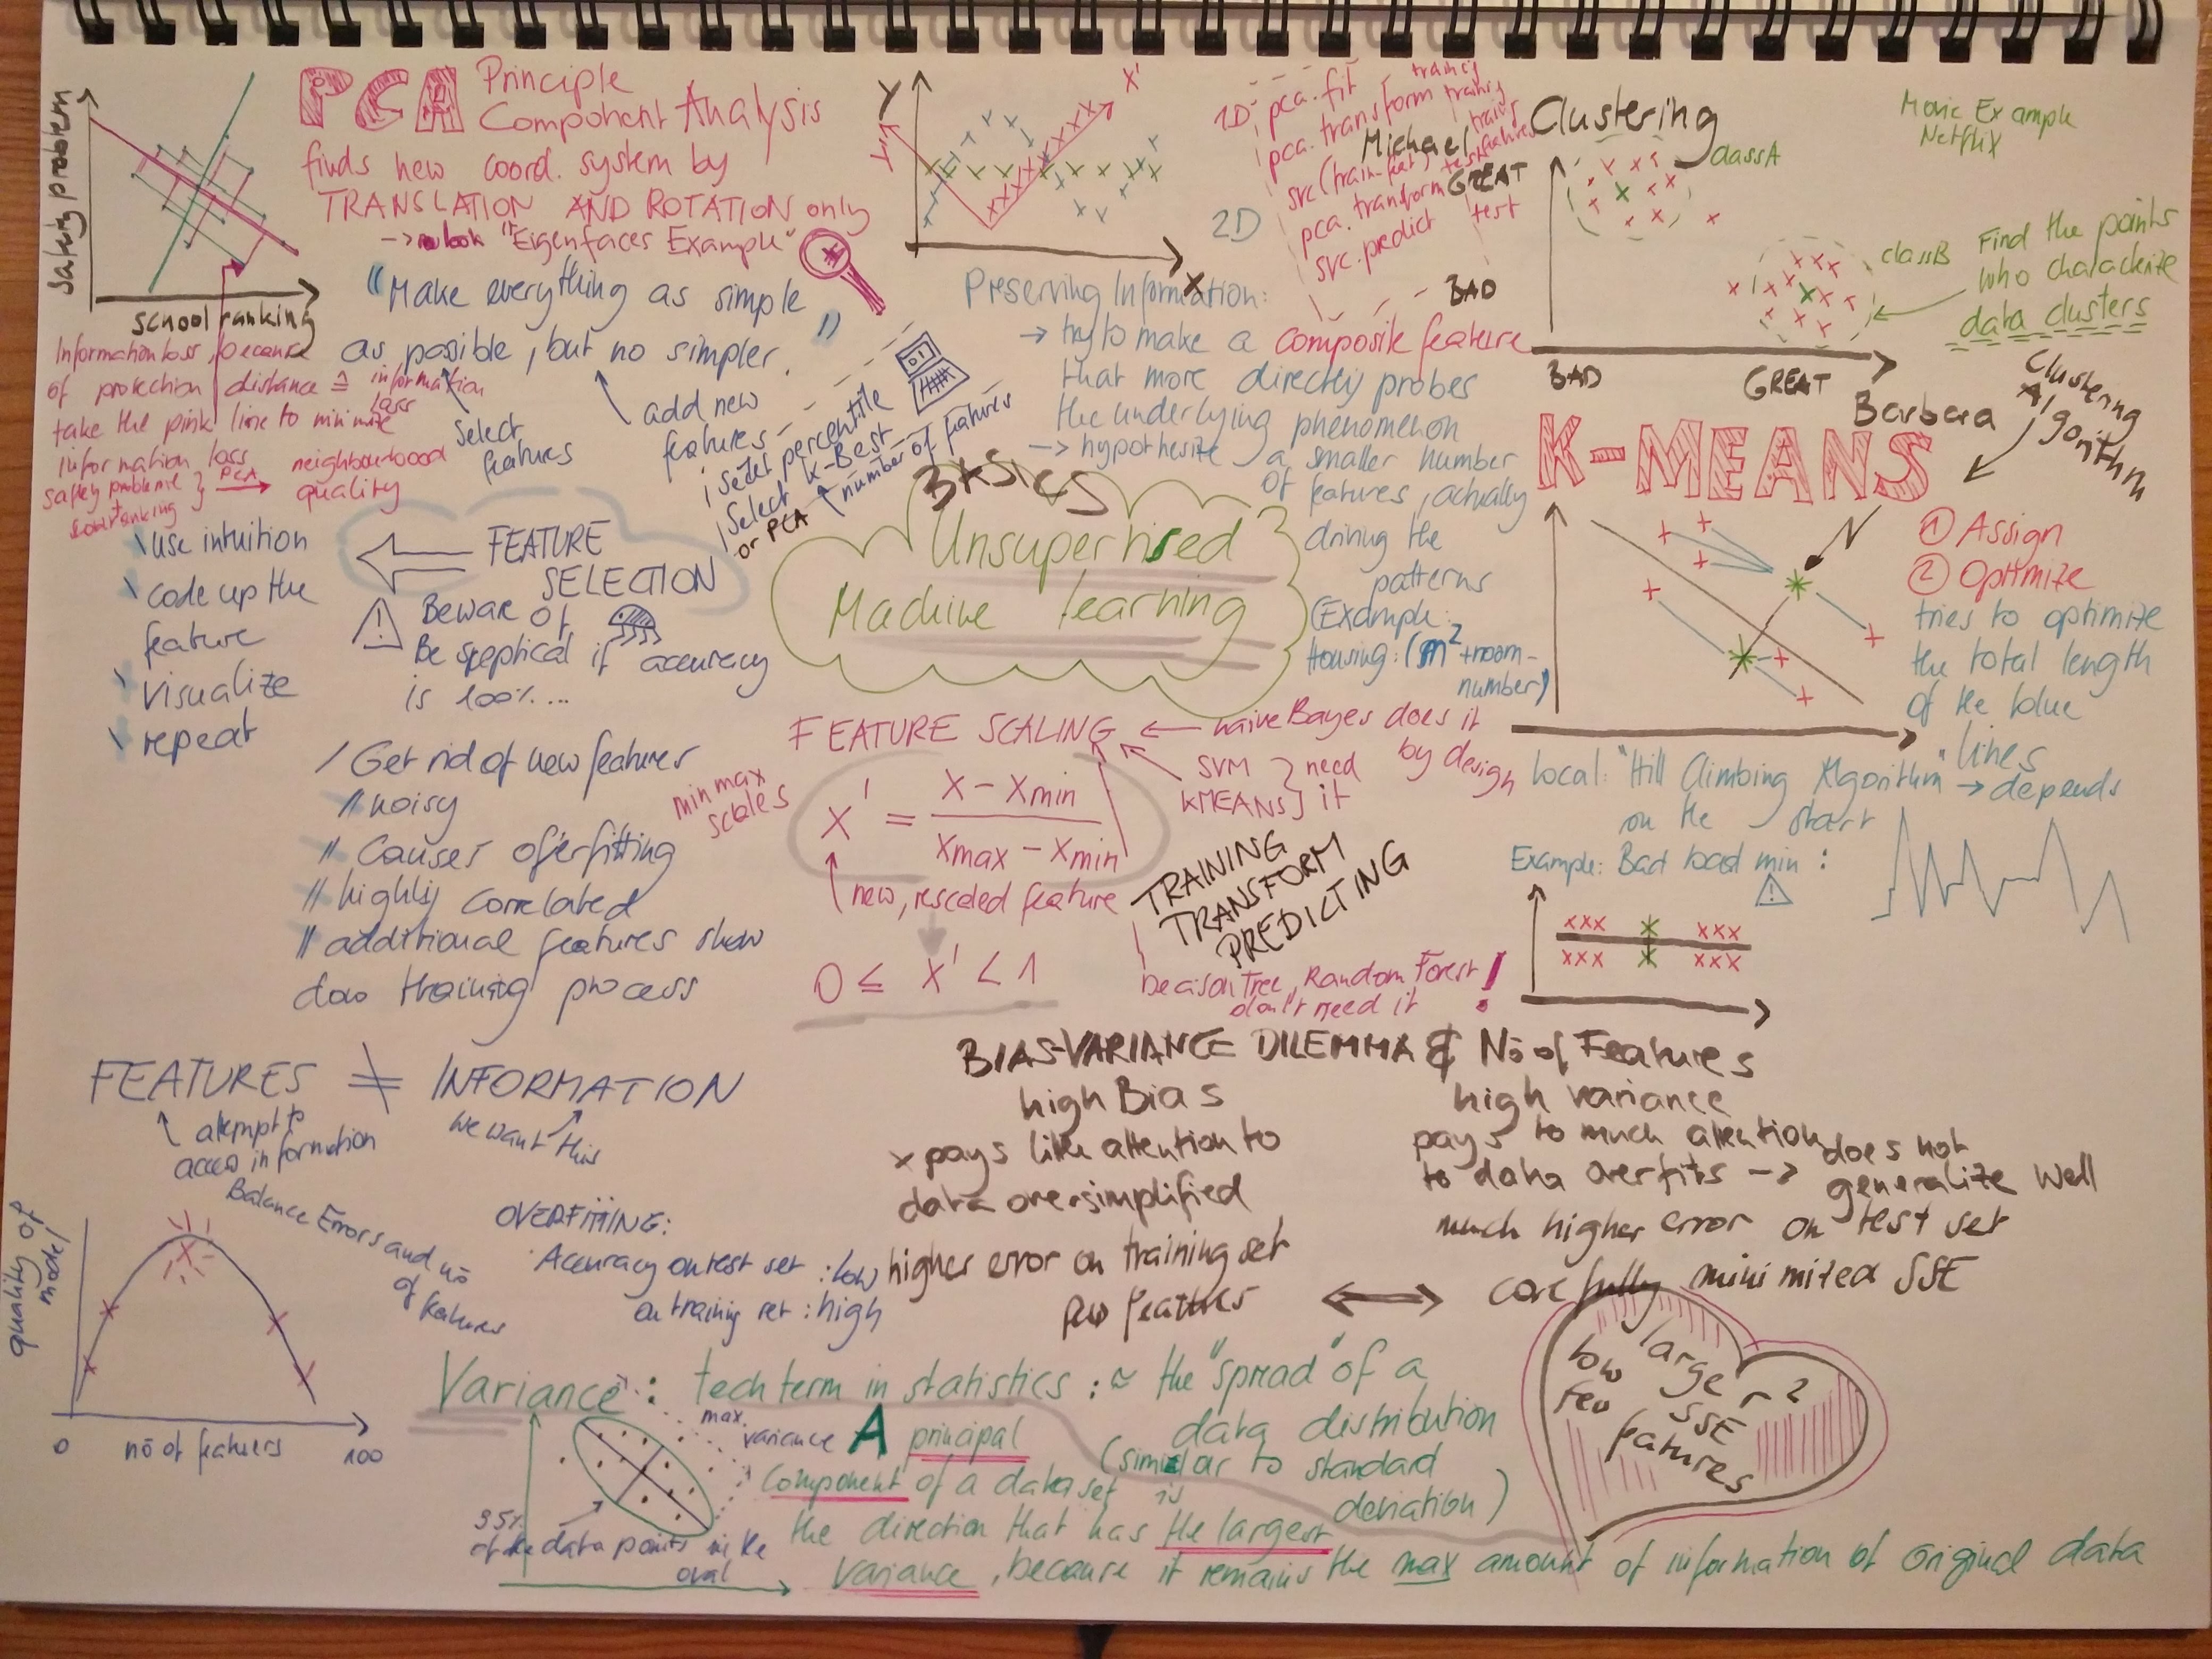 PCA Principle
Component Analysis
finds new coord. system by
TRANSLATION AND ROTATION only
-> look "Eigenfaces Example"
safety problem
school ranking
"Make everything as simple
as possible, but no simpler."
Select
features
add new
features
Information loss, because
of protection distance ≙ information
loss
take the pink line to minimize
information loss
safety problem
+
school ranking
} PCA → neighbourhood
quality
Select percentile
Select k-Best
or PCA
number of features
Y
X'
Y'
X
1D
2D
pca.fit training
pca.transform training
svc (train-feat) training features
pca.transform test features
svc.predict test
Preserving Information:
→ try to make a composite feature
that more directly probes
the underlying phenomenon
→ hypothesize a smaller number
of features, actually
driving the
patterns
(Example:
Housing: (m²+room-
number)
Clustering
Movie Example
Netflix
Michael
GREAT
BAD
class A
class B
Find the points
who characterize
data clusters
BAD
GREAT
Barbara
Clustering
Algorithm
K-MEANS
① Assign
② Optimize
tries to optimize
the total length
of the blue
lines
local: "Hill Climbing Algorithm" → depends
on the start
Example: Bad local min:
BASICS
Unsupervised
Machine Learning
FEATURE
SELECTION
use intuition
code up the
feature
visualize
repeat
Beware of
Be skeptical if accuracy
is 100%...
/ Get rid of new features
// noisy
// causes overfitting
// highly correlated
// additional features slow
down training process
FEATURE SCALING ← naive Bayes does it
by design
SVM
KMEANS } need
it
min max
scales
x' = x - xmin
xmax - xmin
new, rescaled feature
0 ≤ x' < 1
TRAINING
TRANSFORM
PREDICTING
Decison Tree, Random Forest
don't need it !
FEATURES ≠ INFORMATION
attempt to
access information
we want this
Balance Errors and no
of features
quality of
model
0
no of features
100
OVERFITTING:
Accuracy on test set : low
on training set : high
BIAS-VARIANCE DILEMMA & No of Features
high Bias
x pays little attention to
data oversimplified
higher error on training set
few features
high variance
pays to much attention
to data overfits → does not
generalize well
much higher error on test set
carefully minimized SSE
large r²
low SSE
few features
Variance: tech term in statistics: ≈ the "spread" of a
data distribution
(similar to standard
deviation)
max.
variance
A principal
component of a dataset is
the direction that has the largest
variance, because it remains the max amount of information of original data
95%
of the data points in the
oval